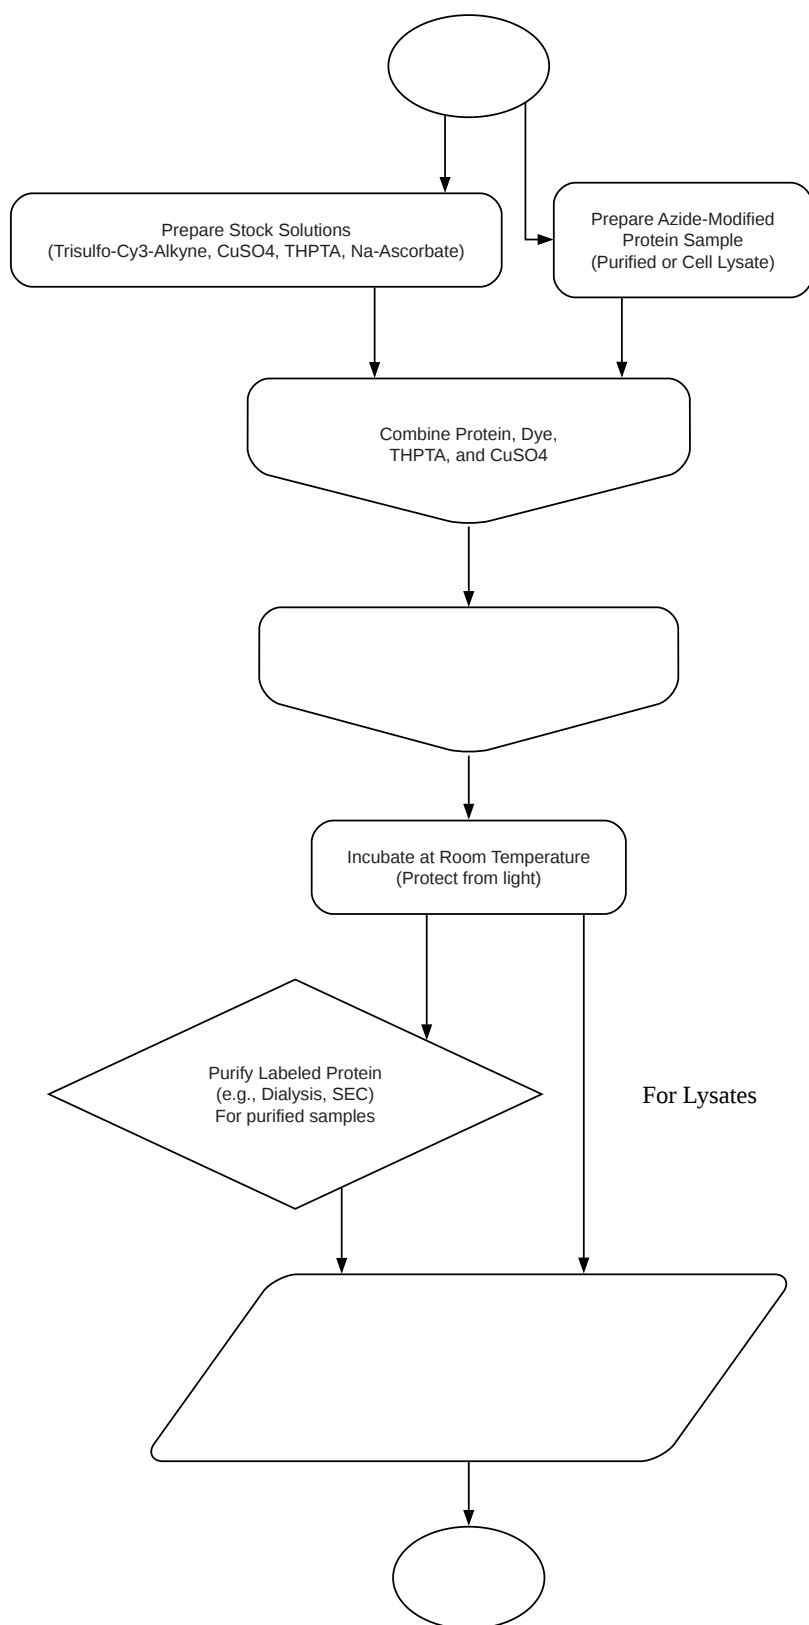 Prepare Stock Solutions
(Trisulfo-Cy3-Alkyne, CuSO4, THPTA, Na-Ascorbate)
Prepare Azide-Modified
Protein Sample
(Purified or Cell Lysate)
Combine Protein, Dye,
THPTA, and CuSO4
Incubate at Room Temperature
(Protect from light)
Purify Labeled Protein
(e.g., Dialysis, SEC)
For purified samples
For Lysates